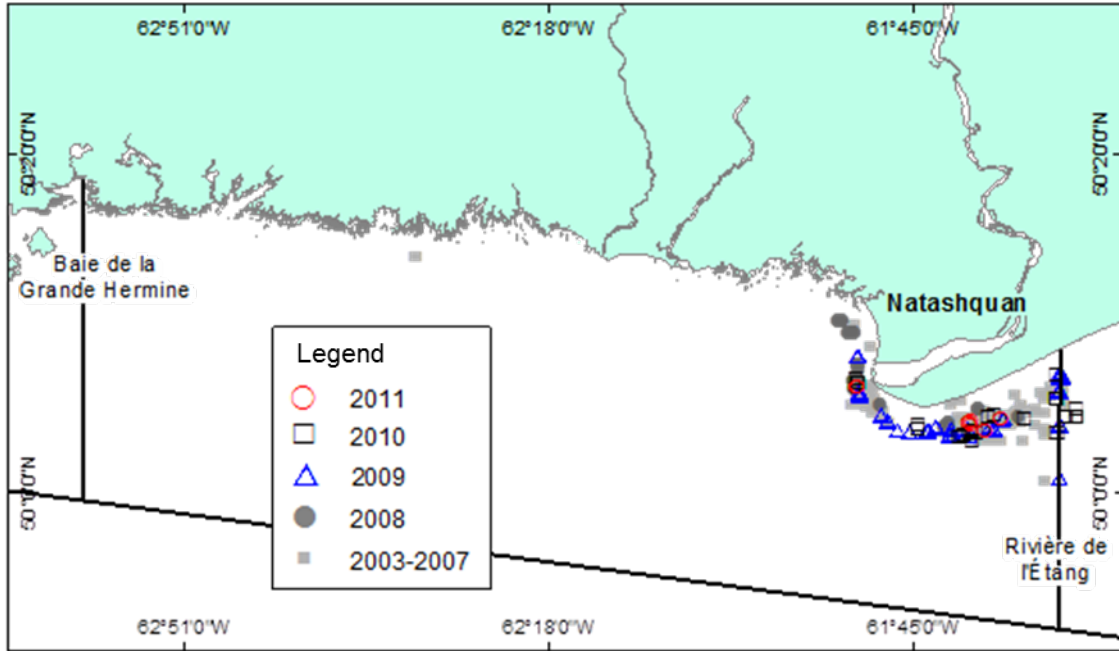 62°51'0"W 62°18'0"W 61°45'0"W
50°20'0"N 50°20'0"N
Baie de la
Grande Hermine
Natashquan
Legend
2011
2010
2009
2008
2003-2007
50°0'0"N 50°0'0"N
Rivière de
l'Étang
62°51'0"W 62°18'0"W 61°45'0"W